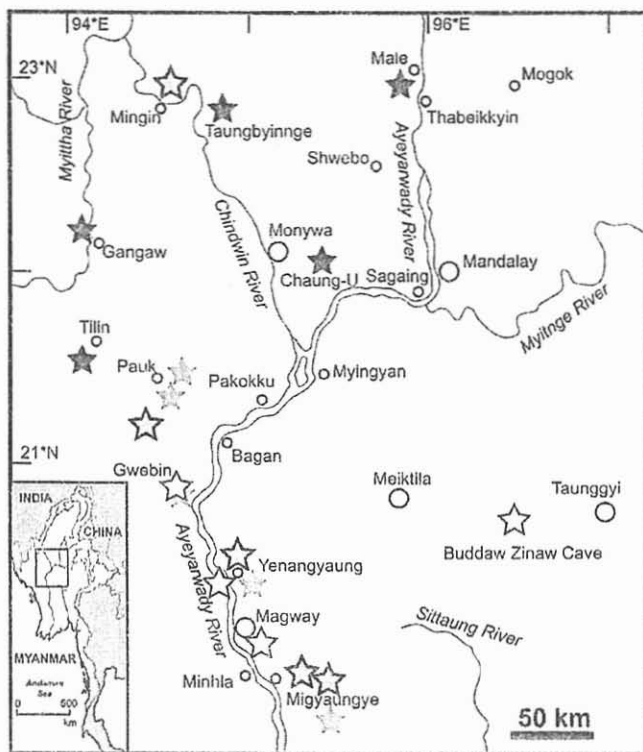 94°E
96°E
23°N
Male
Mogok
Mingin
Taungbyinnge
Thabeikkyin
Myittha River
Shwebo
Ayeyarwady River
Chindwin River
Monywa
Gangaw
Chaung-U
Sagaing
Mandalay
Myitnge River
Tilin
Pauk
Pakokku
Myingyan
21°N
Bagan
Gwebin
Meiktila
Taunggyi
INDIA
CHINA
Buddaw Zinaw Cave
Ayeyarwady River
Yenangyaung
Magway
Sittaung River
MYANMAR
Andaman
Sea
0 500
km
Minhla
Migyaungye
50 km